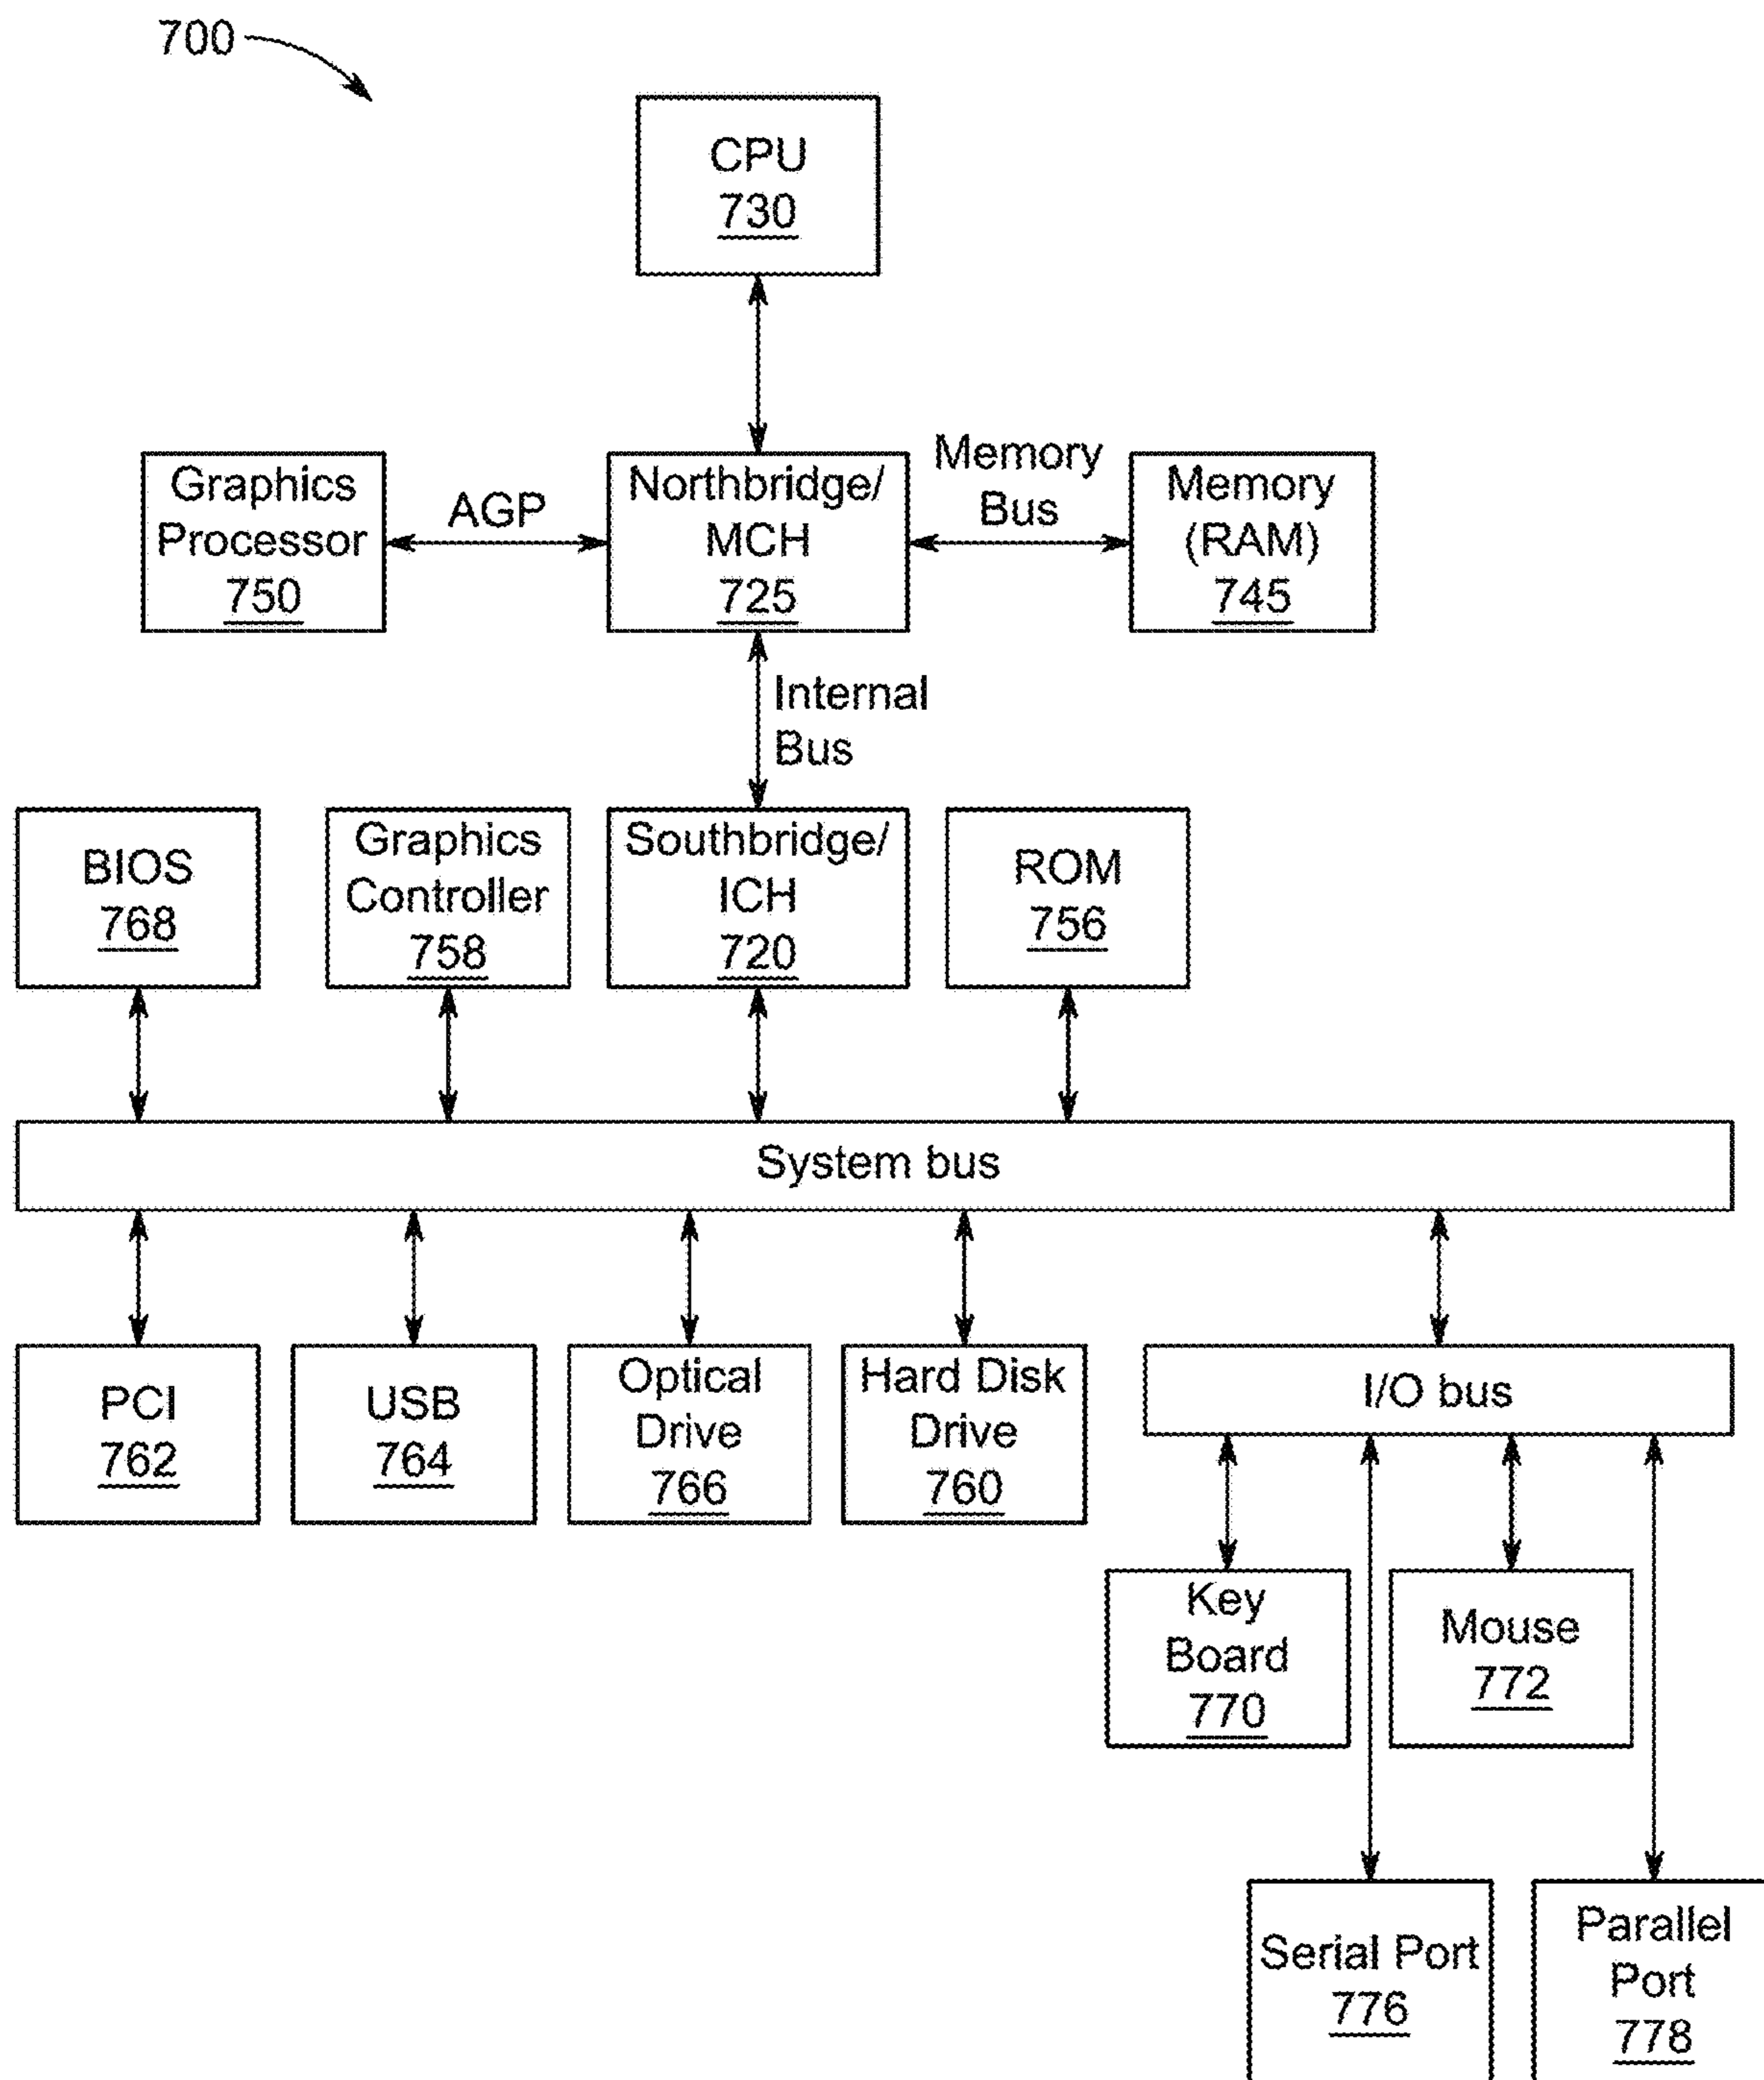 700
CPU
730
Graphics
Processor
750
AGP
Northbridge/
MCH
725
Memory
Bus
Memory
(RAM)
745
Internal
Bus
BIOS
768
Graphics
Controller
758
Southbridge/
ICH
720
ROM
756
System bus
PCI
762
USB
764
Optical
Drive
766
Hard Disk
Drive
760
I/O bus
Key
Board
770
Mouse
772
Serial Port
776
Parallel
Port
778